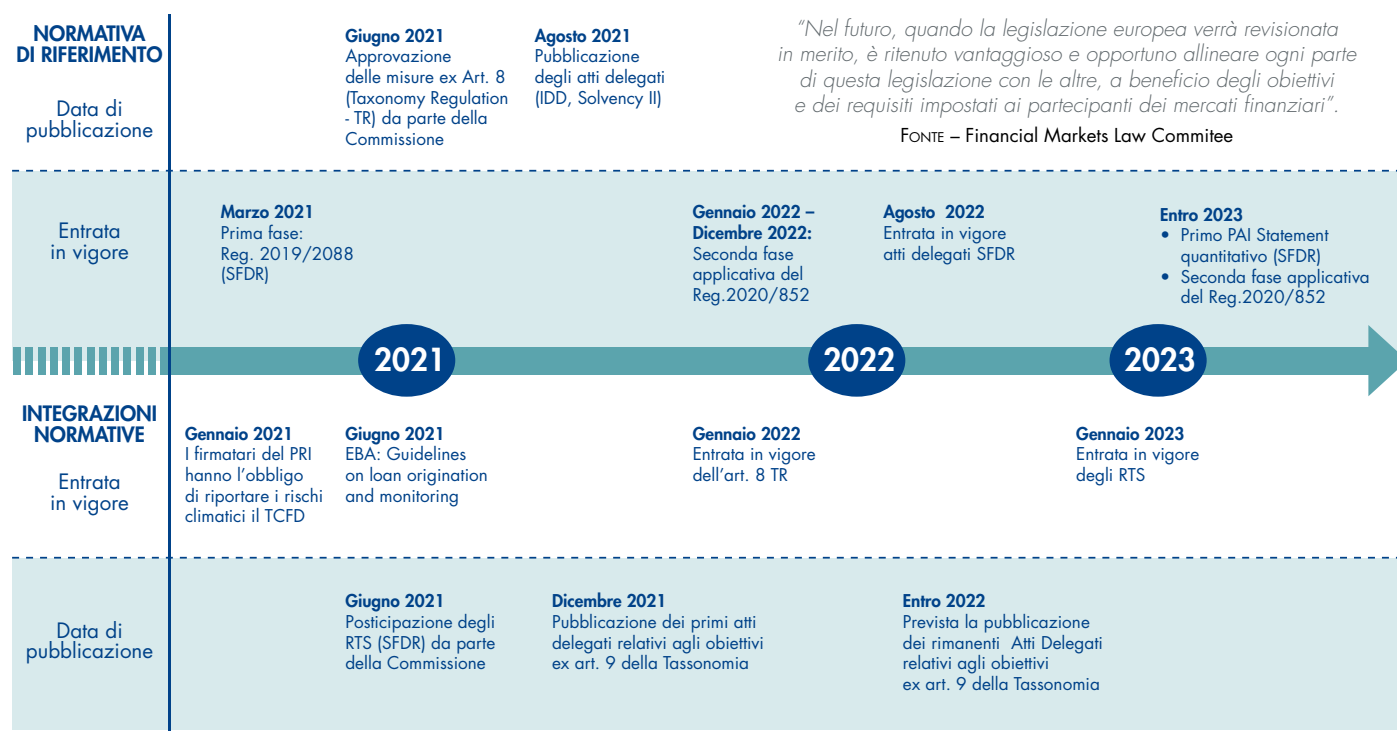 NORMATIVA
DI RIFERIMENTO
Data di
pubblicazione
Giugno 2021
Approvazione
delle misure ex Art. 8
(Taxonomy Regulation
- TR) da parte della
Commissione
Agosto 2021
Pubblicazione
degli atti delegati
(IDD, Solvency II)
“Nel futuro, quando la legislazione europea verrà revisionata
in merito, è ritenuto vantaggioso e opportuno allineare ogni parte
di questa legislazione con le altre, a beneficio degli obiettivi
e dei requisiti impostati ai partecipanti dei mercati finanziari”.
FONTE – Financial Markets Law Commitee
Entrata
in vigore
Marzo 2021
Prima fase:
Reg. 2019/2088
(SFDR)
Gennaio 2022 –
Dicembre 2022:
Seconda fase
applicativa del
Reg.2020/852
Agosto 2022
Entrata in vigore
atti delegati SFDR
Entro 2023
• Primo PAI Statement
quantitativo (SFDR)
• Seconda fase applicativa
del Reg.2020/852
2021
2022
2023
INTEGRAZIONI
NORMATIVE
Entrata
in vigore
Gennaio 2021
I firmatari del PRI
hanno l’obbligo
di riportare i rischi
climatici il TCFD
Giugno 2021
EBA: Guidelines
on loan origination
and monitoring
Gennaio 2022
Entrata in vigore
dell’art. 8 TR
Gennaio 2023
Entrata in vigore
degli RTS
Data di
pubblicazione
Giugno 2021
Posticipazione degli
RTS (SFDR) da parte
della Commissione
Dicembre 2021
Pubblicazione dei primi atti
delegati relativi agli obiettivi
ex art. 9 della Tassonomia
Entro 2022
Prevista la pubblicazione
dei rimanenti Atti Delegati
relativi agli obiettivi
ex art. 9 della Tassonomia